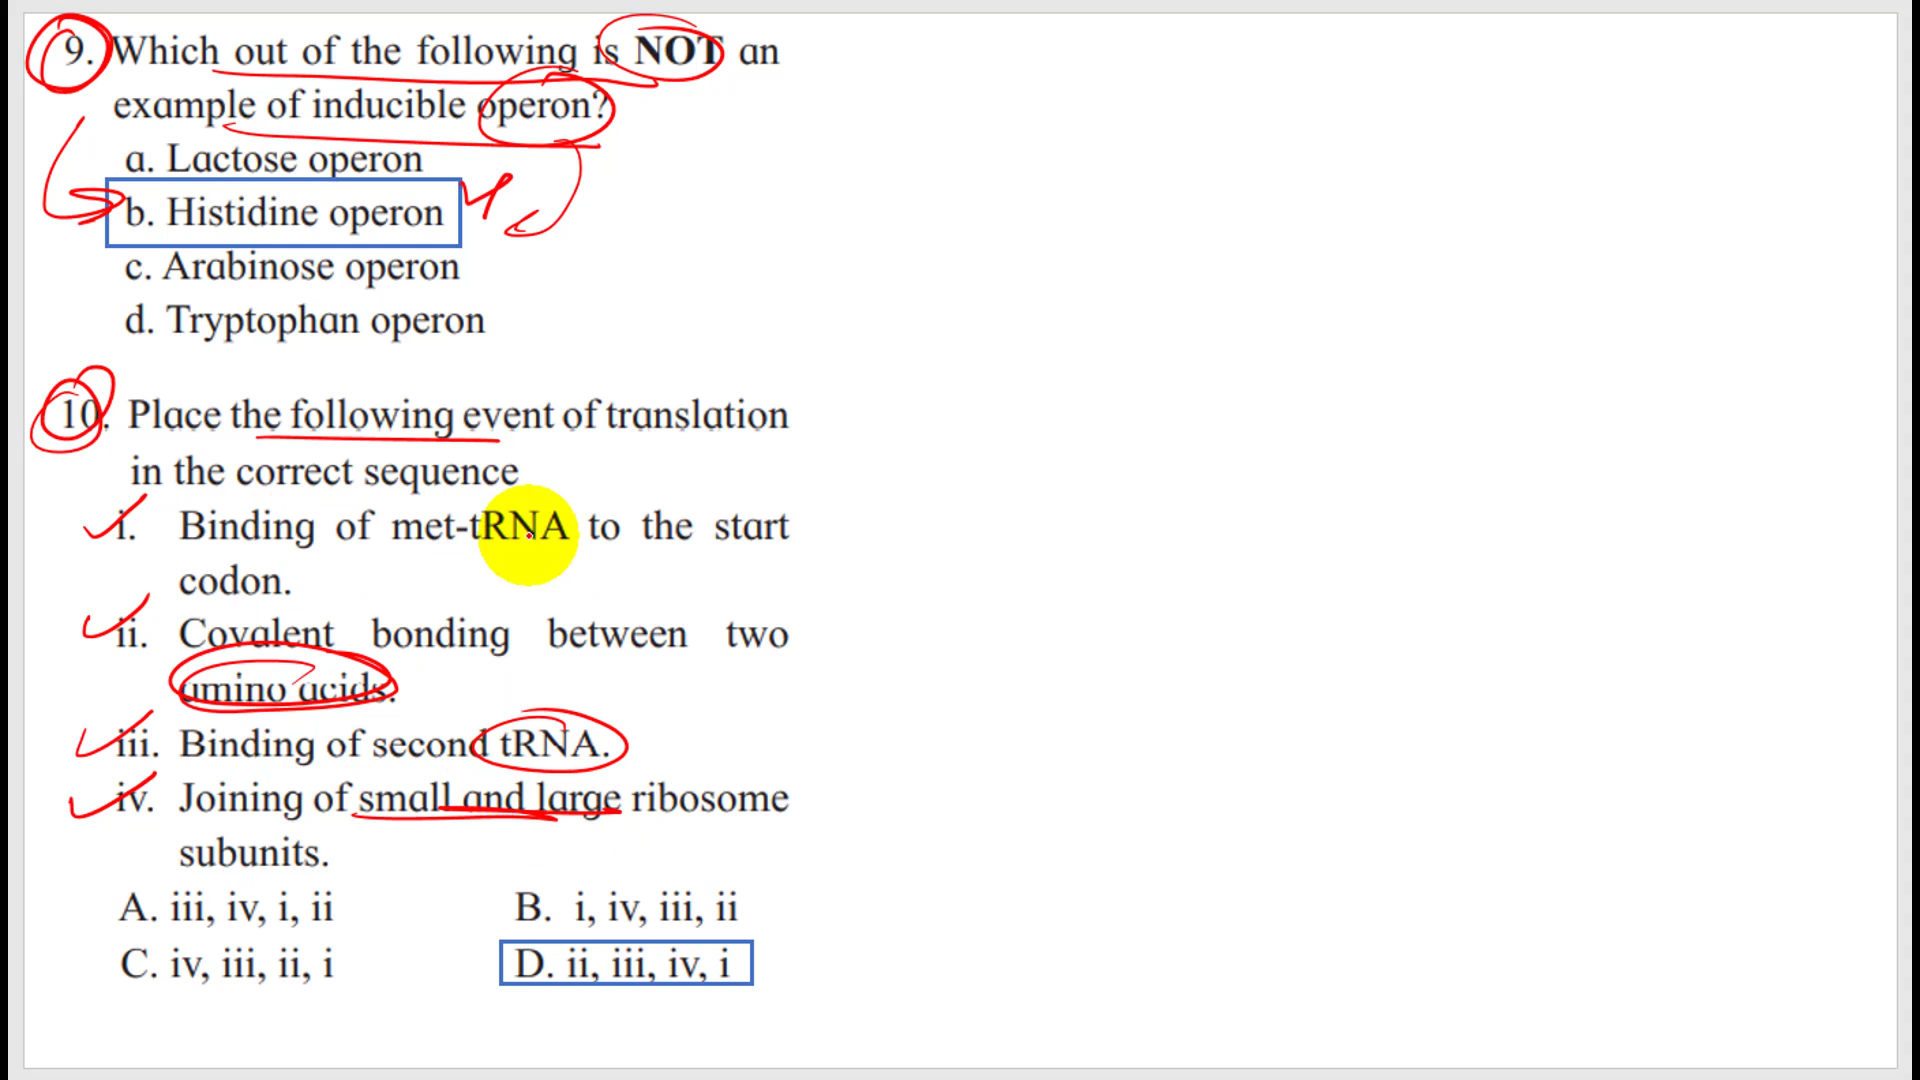 9. Which out of the following is NOT an
example of inducible operon?
a. Lactose operon
b. Histidine operon
c. Arabinose operon
d. Tryptophan operon
10. Place the following event of translation
in the correct sequence
i. Binding of met-tRNA to the start
codon.
ii. Covalent bonding between two
amino acids.
iii. Binding of second tRNA.
iv. Joining of small and large ribosome
subunits.
A. iii, iv, i, ii B. i, iv, iii, ii
C. iv, iii, ii, i D. ii, iii, iv, i